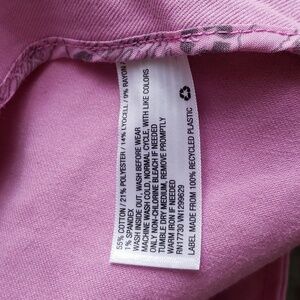 55% COTTON / 21% POLYESTER / 14% LYOCELL / 9% RAYON /
1% SPANDEX
WASH INSIDE OUT, WASH BEFORE WEAR
MACHINE WASH COLD, NORMAL CYCLE, WITH LIKE COLORS
ONLY NON-CHLORINE BLEACH IF NEEDED
TUMBLE DRY MEDIUM, REMOVE PROMPTLY
WARM IRON IF NEEDED
RN17730 VN1299629
LABEL MADE FROM 100% RECYCLED PLASTIC